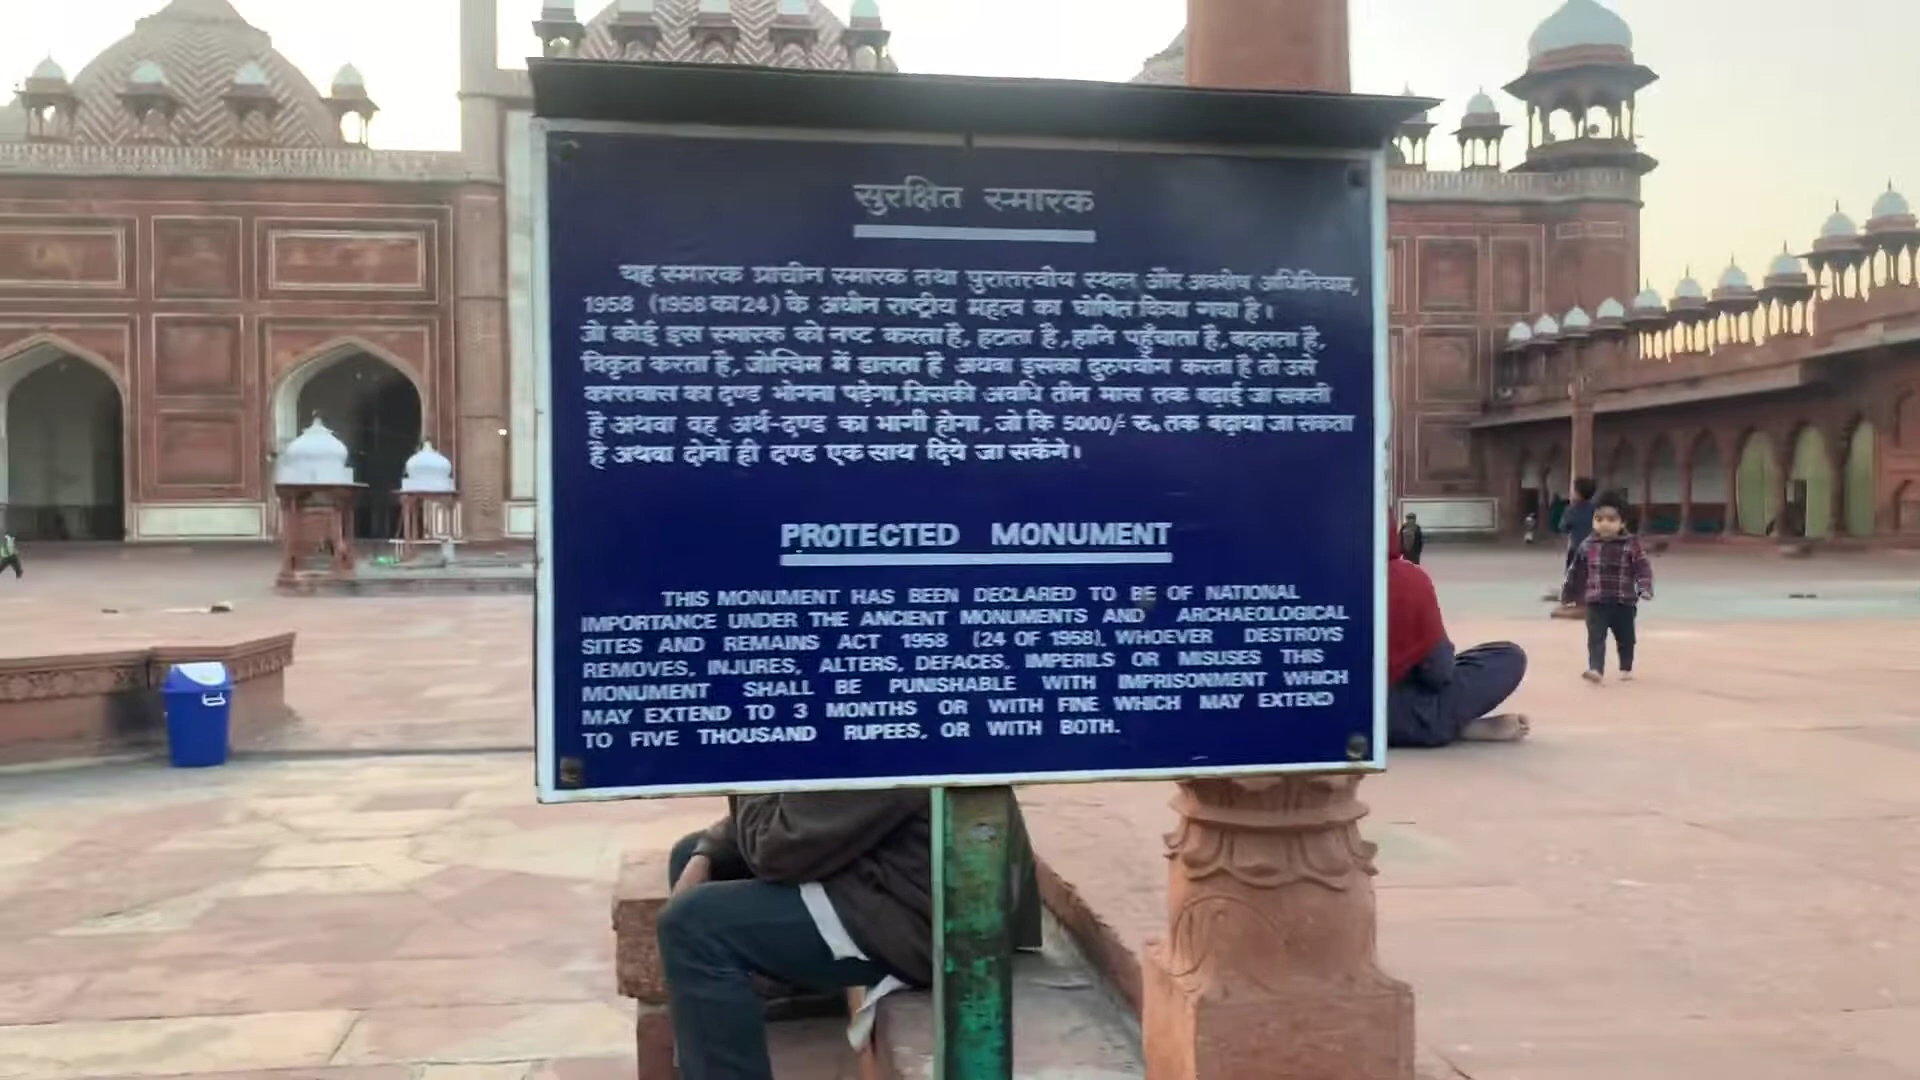 सुरक्षित स्मारक
यह स्मारक प्राचीन स्मारक तथा पुरातत्वीय स्थल और अवशेष अधिनियम,
1958 (1958 का 24) के अधीन राष्ट्रीय महत्व का घोषित किया गया है।
जो कोई इस स्मारक को नष्ट करता है, हटाता है, हानि पहुँचाता है, बदलता है,
विकृत करता है, जोखिम में डालता है अथवा इसका दुरुपयोग करता है तो उसे
कारावास का दण्ड भोगना पड़ेगा, जिसकी अवधि तीन मास तक बढ़ाई जा सकती
है अथवा वह अर्थ-दण्ड का भागी होगा, जो कि 5000/- रु. तक बढ़ाया जा सकता
है अथवा दोनों ही दण्ड एक साथ दिये जा सकेंगे।
PROTECTED MONUMENT
THIS MONUMENT HAS BEEN DECLARED TO BE OF NATIONAL
IMPORTANCE UNDER THE ANCIENT MONUMENTS AND ARCHAEOLOGICAL
SITES AND REMAINS ACT 1958 (24 OF 1958), WHOEVER DESTROYS
REMOVES, INJURES, ALTERS, DEFACES, IMPERILS OR MISUSES THIS
MONUMENT SHALL BE PUNISHABLE WITH IMPRISONMENT WHICH
MAY EXTEND TO 3 MONTHS OR WITH FINE WHICH MAY EXTEND
TO FIVE THOUSAND RUPEES, OR WITH BOTH.